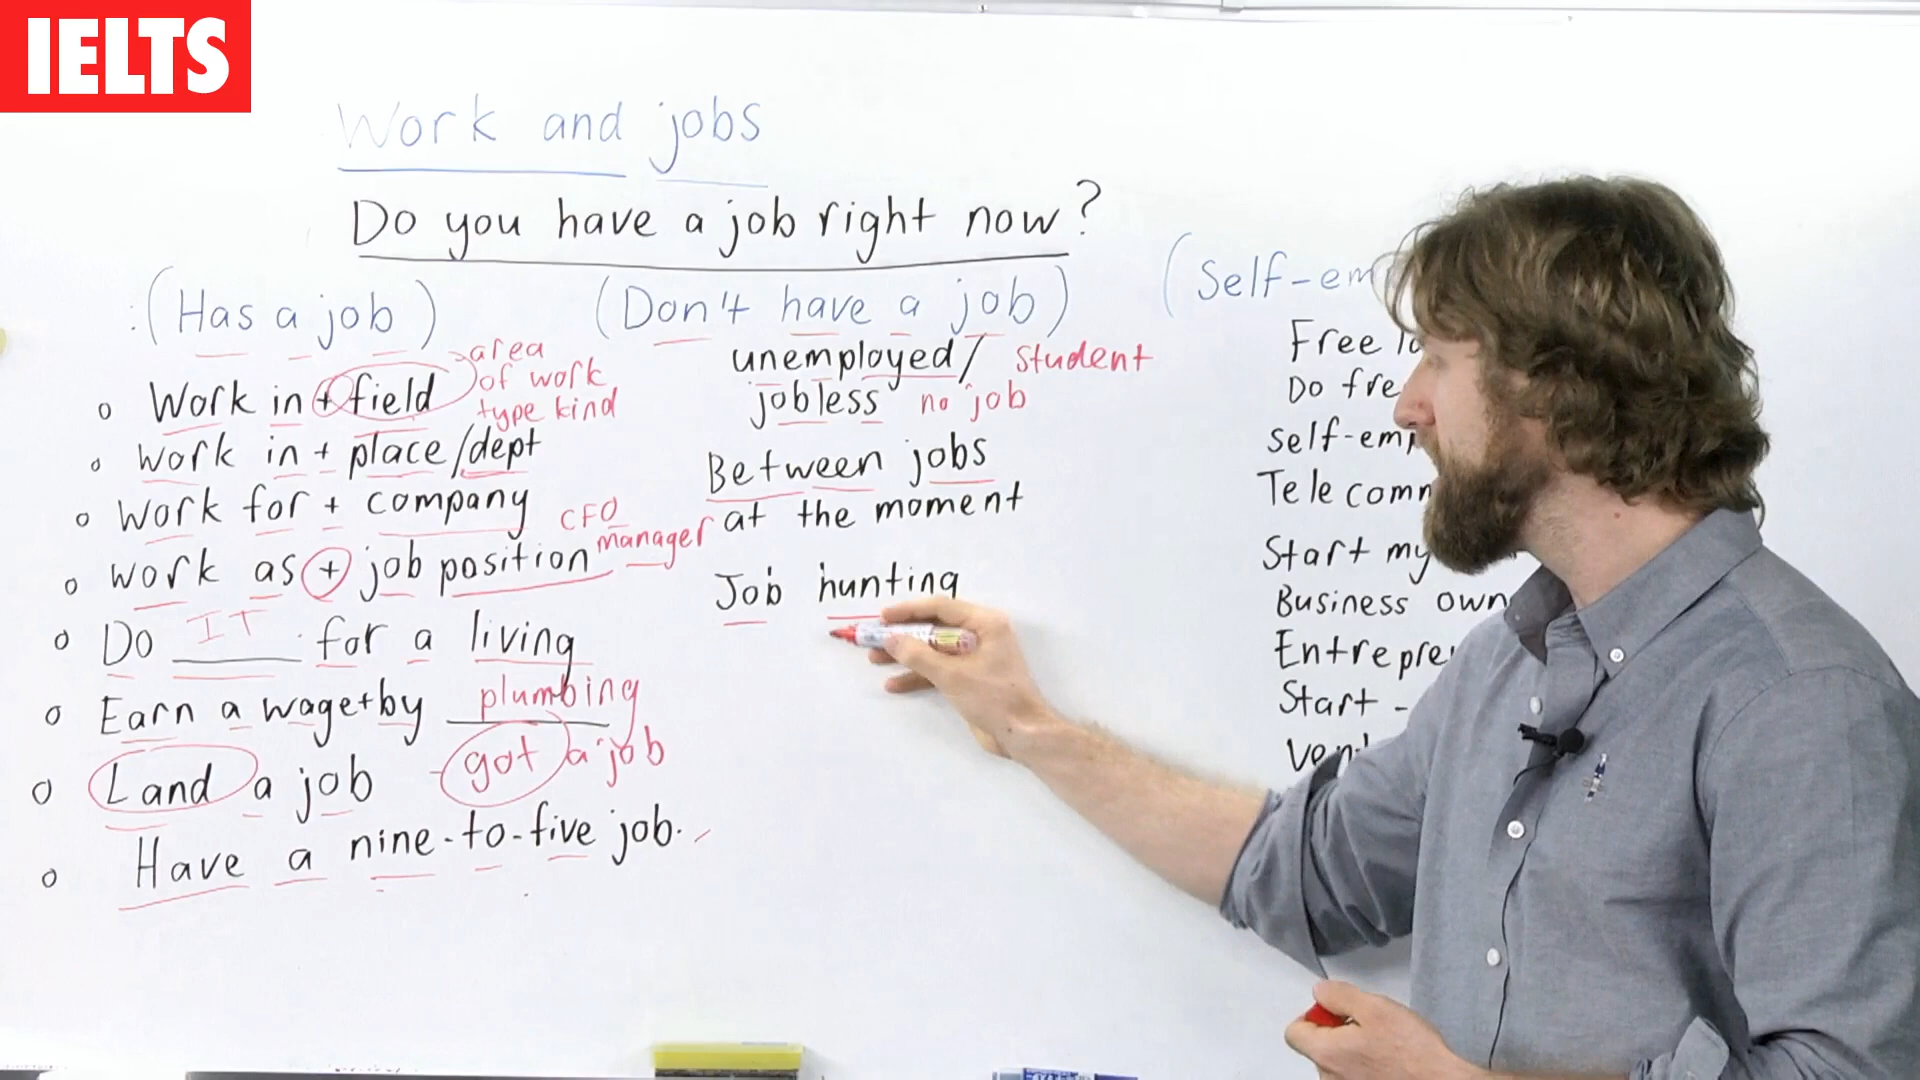 IELTS
Work and jobs
Do you have a job right now?
(Has a job)
o Work in + field
area
of work
type kind
o work in + place/dept
o work for + company
o work as + job position
CFO
manager
o Do IT for a living
o Earn a wage + by plumbing
o Land a job - got a job
o Have a nine-to-five job.
(Don't have a job)
unemployed/ student
jobless no job
Between jobs
at the moment
Job hunting
(Self-em
Free
Do fre
self-emp
Telecomm
Start my
Business own
Entrepre
Start -
Ven